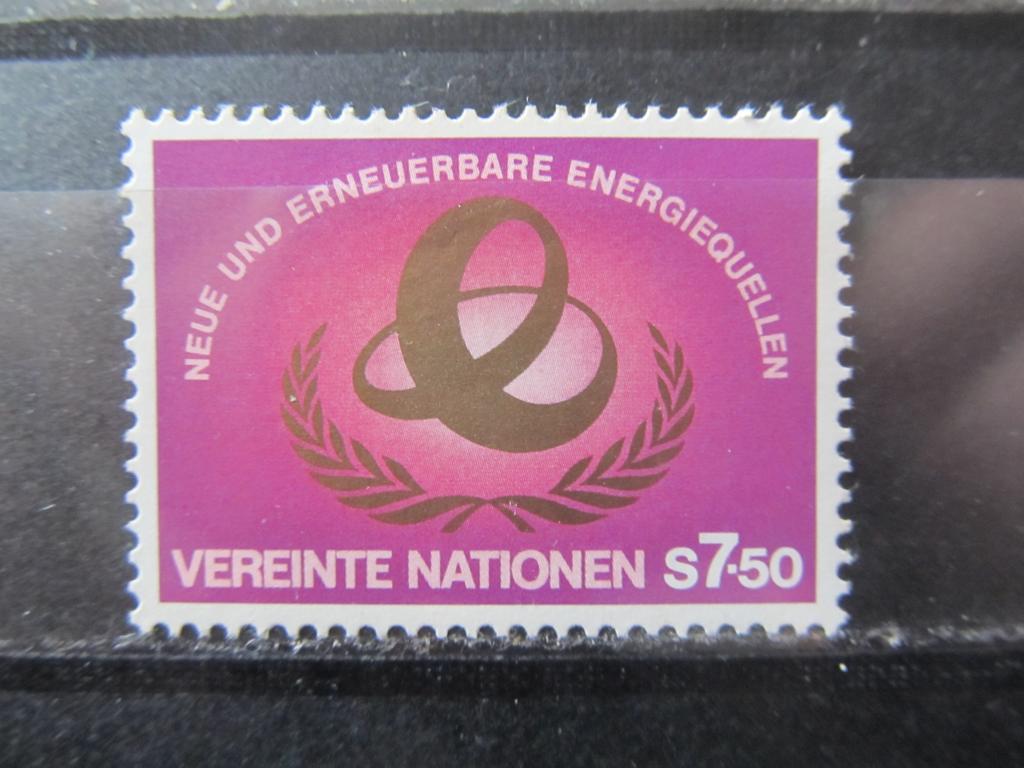 NEUE UND ERNEUERBARE ENERGIEQUELLEN
VEREINTE NATIONEN S7·50